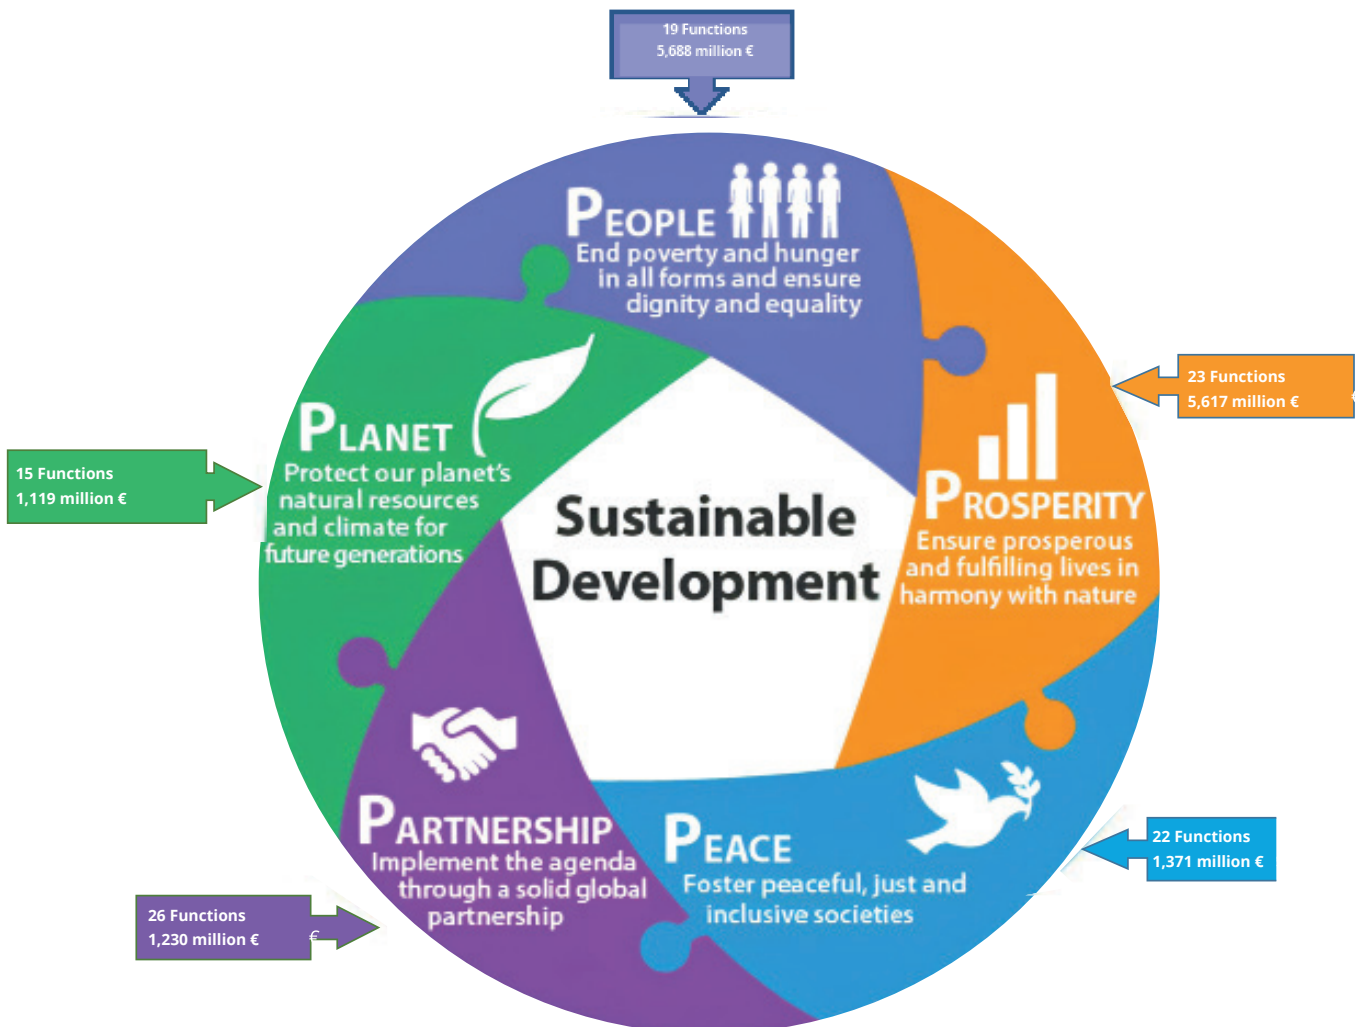 19 Functions
5,688 million €
PEOPLE
End poverty and hunger
in all forms and ensure
dignity and equality
23 Functions
5,617 million €
€
PROSPERITY
Ensure prosperous
and fulfilling lives in
harmony with nature
PLANET
Protect our planet's
natural resources
and climate for
future generations
15 Functions
1,119 million €
Sustainable
Development
PARTNERSHIP
Implement the agenda
through a solid global
partnership
26 Functions
1,230 million €
€
PEACE
Foster peaceful, just and
inclusive societies
22 Functions
1,371 million €